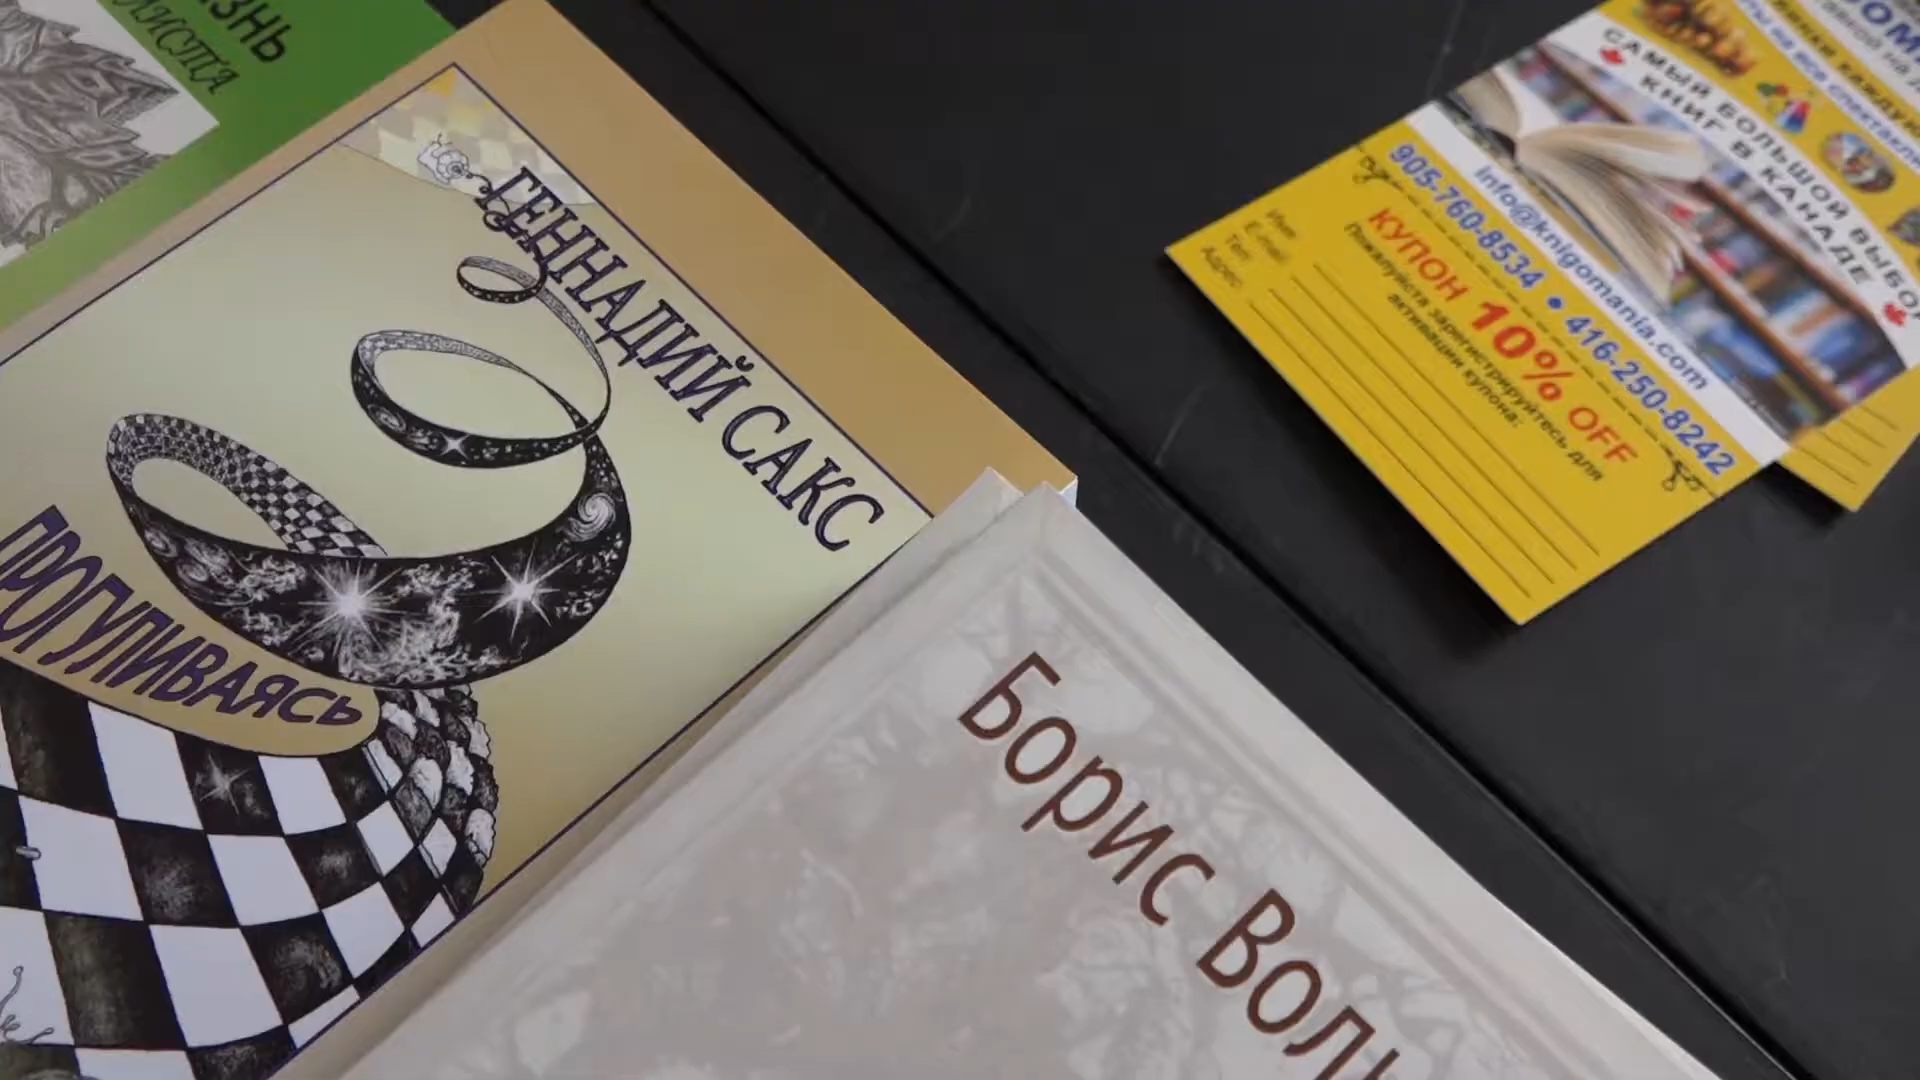 ГЕННАДИЙ САКС
ПРОГУЛИВАЯСЬ
Борис
САМЫЙ БОЛЬШОЙ ВЫБОР
КНИГ В КАНАДЕ
info@knigomania.com
905-760-8534 • 416-250-8242
КУПОН 10% OFF
Пожалуйста зарегистрируйтесь для
активации купона:
Имя:
E-mail:
Тел:
Адрес: